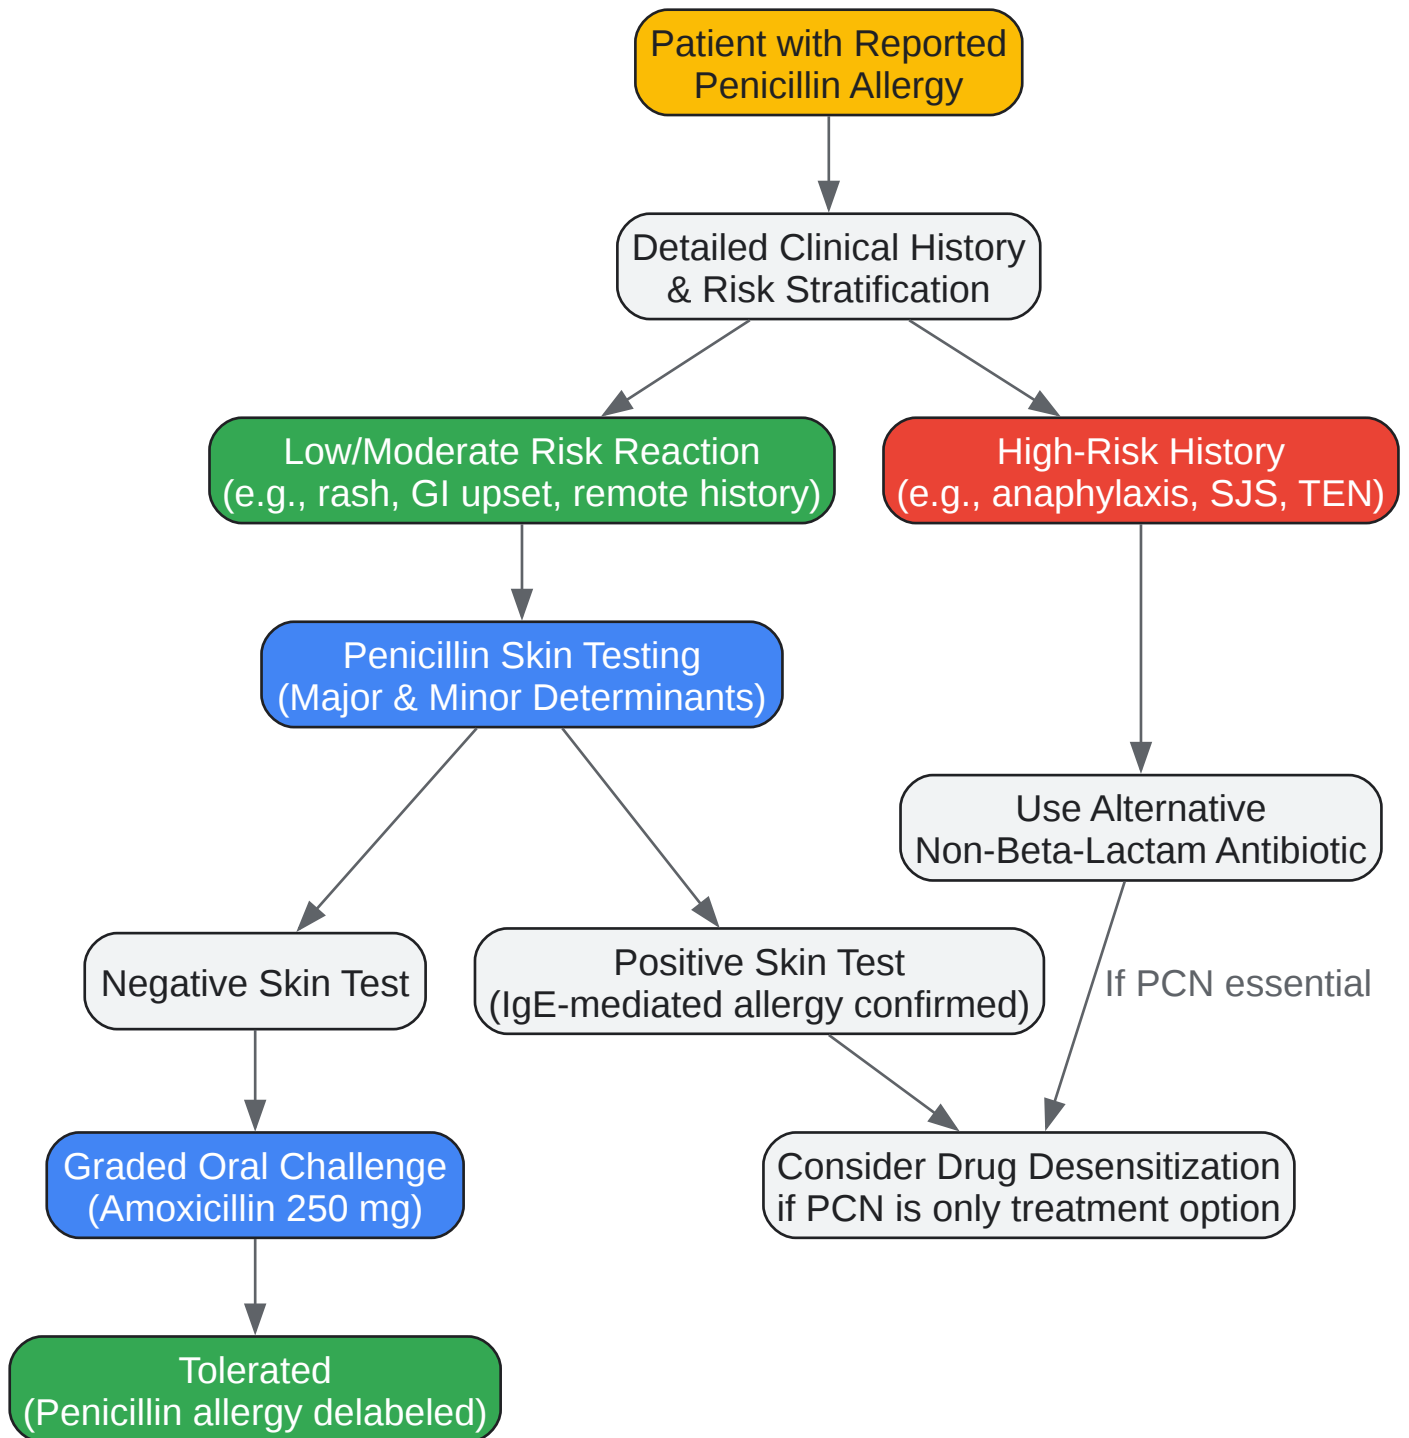 Patient with Reported
Penicillin Allergy
Detailed Clinical History
& Risk Stratification
Low/Moderate Risk Reaction
(e.g., rash, GI upset, remote history)
High-Risk History
(e.g., anaphylaxis, SJS, TEN)
Penicillin Skin Testing
(Major & Minor Determinants)
Use Alternative
Non-Beta-Lactam Antibiotic
Negative Skin Test
Positive Skin Test
(IgE-mediated allergy confirmed)
If PCN essential
Graded Oral Challenge
(Amoxicillin 250 mg)
Consider Drug Desensitization
if PCN is only treatment option
Tolerated
(Penicillin allergy delabeled)